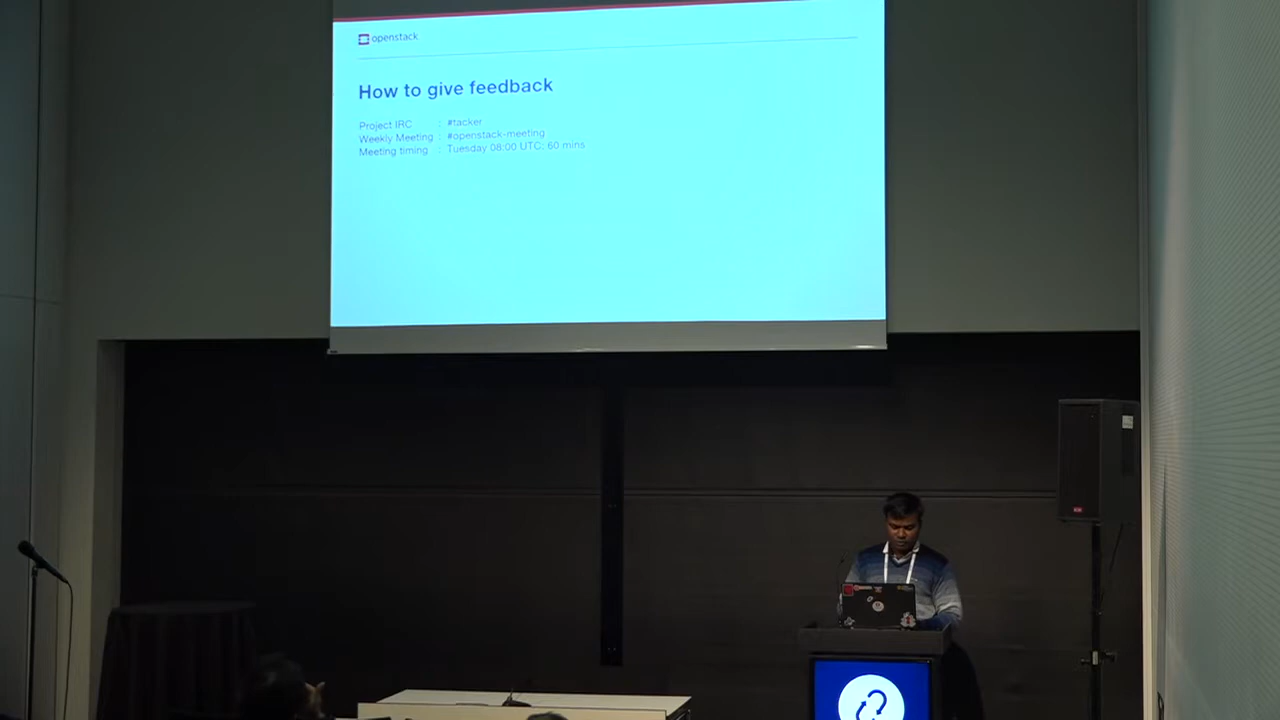 openstack
How to give feedback
Project IRC : #tacker
Weekly Meeting : #openstack-meeting
Meeting timing : Tuesday 08:00 UTC: 60 mins